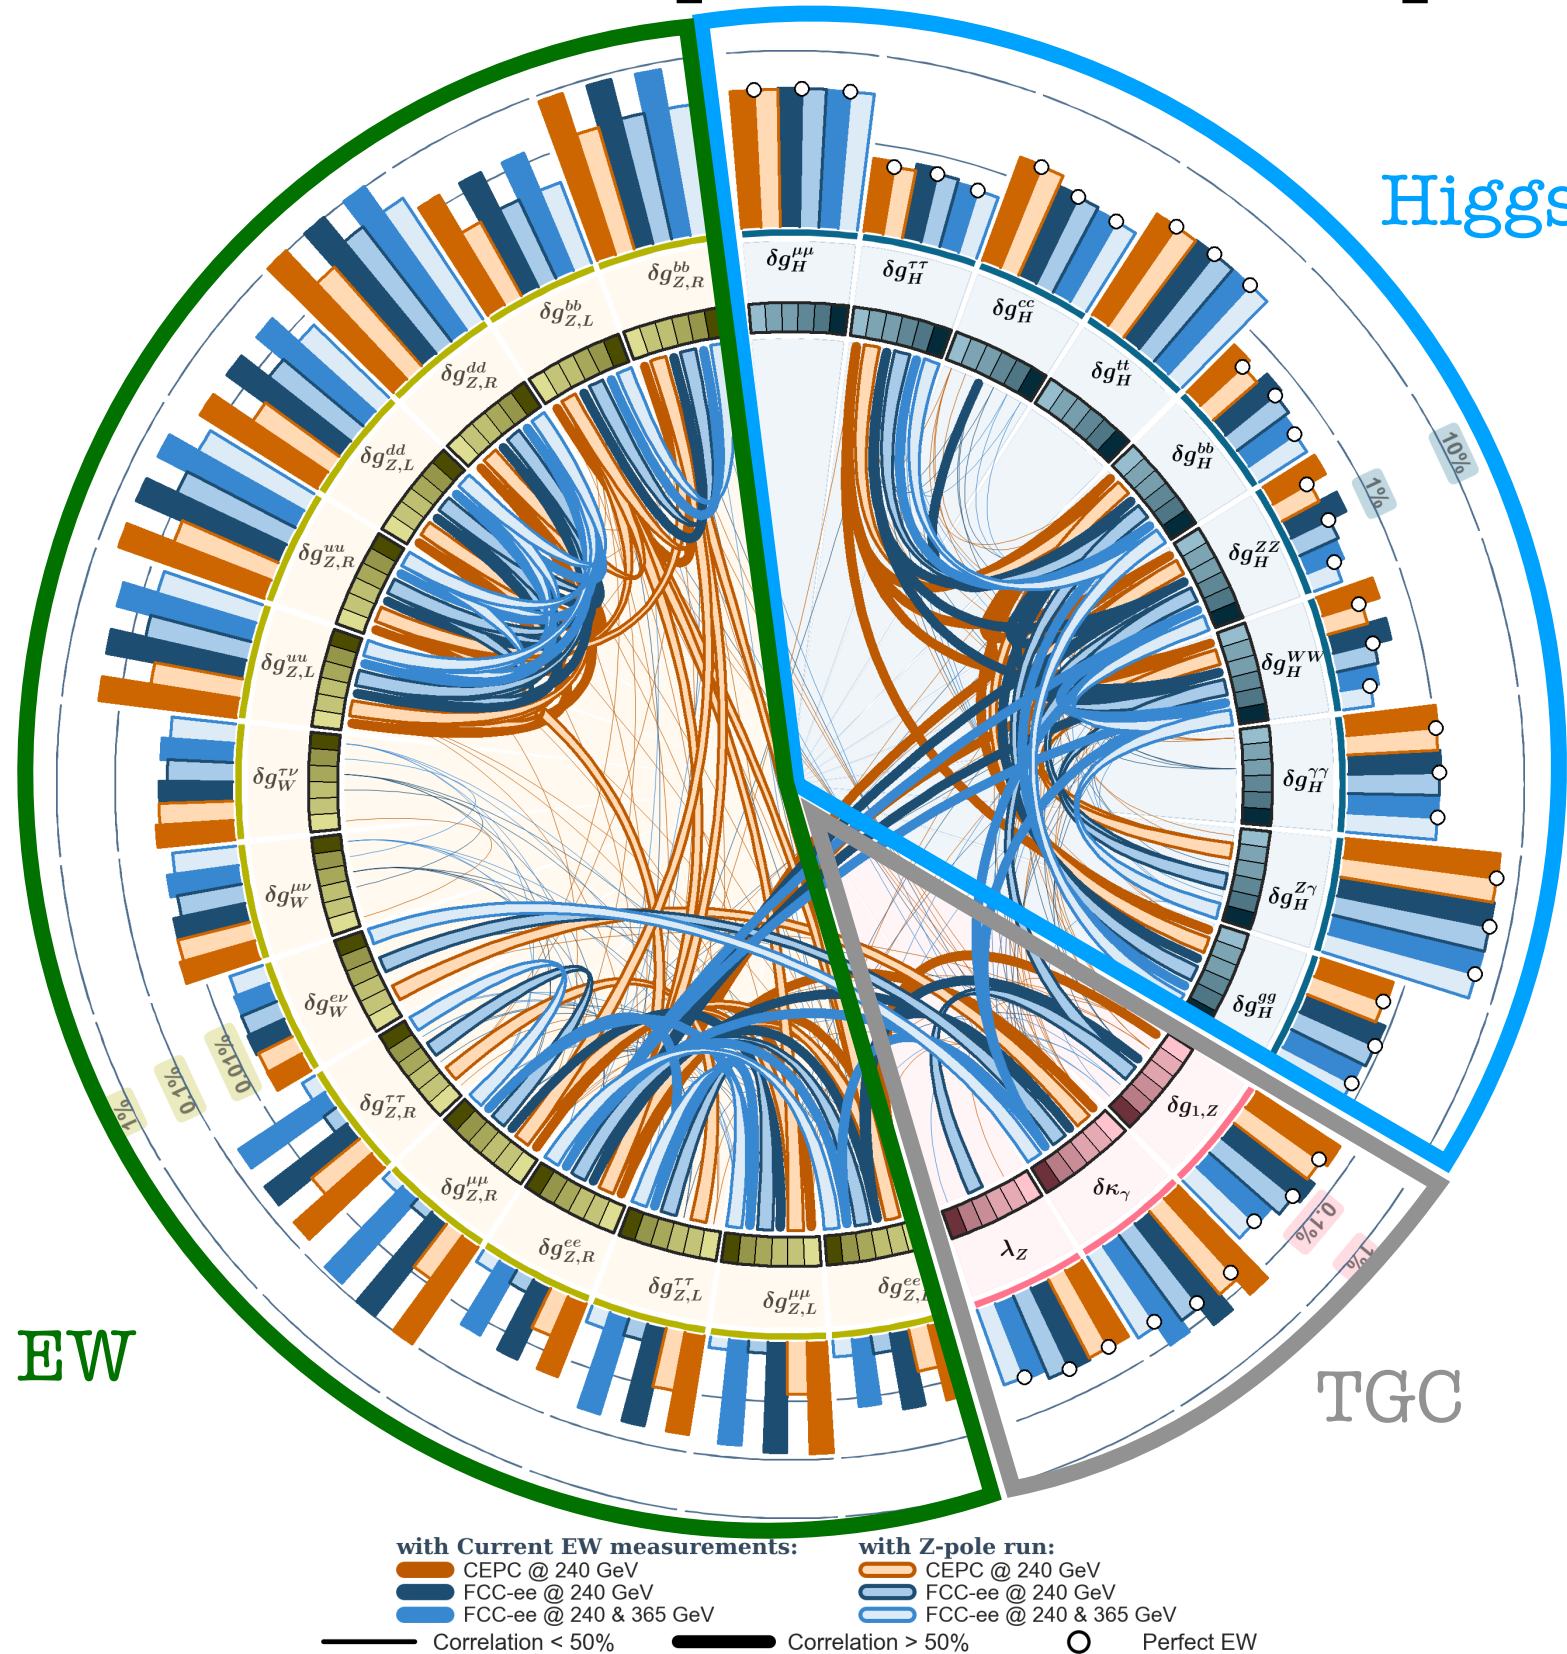 Higgs
EW
TGC
δg_H^{μμ}
δg_H^{ττ}
δg_H^{cc}
δg_H^{tt}
δg_H^{bb}
δg_H^{ZZ}
δg_H^{WW}
δg_H^{γγ}
δg_H^{Zγ}
δg_H^{gg}
δg_{1,Z}
δκ_γ
λ_Z
δg_{Z,L}^{ee}
δg_{Z,L}^{μμ}
δg_{Z,L}^{ττ}
δg_{Z,R}^{ee}
δg_{Z,R}^{μμ}
δg_{Z,R}^{ττ}
δg_W^{eν}
δg_W^{μν}
δg_W^{τν}
δg_{Z,L}^{uu}
δg_{Z,R}^{uu}
δg_{Z,L}^{dd}
δg_{Z,R}^{dd}
δg_{Z,L}^{bb}
δg_{Z,R}^{bb}
10%
1%
0.1%
1%
0.01%
0.1%
1%
with Current EW measurements:
CEPC @ 240 GeV
FCC-ee @ 240 GeV
FCC-ee @ 240 & 365 GeV
with Z-pole run:
CEPC @ 240 GeV
FCC-ee @ 240 GeV
FCC-ee @ 240 & 365 GeV
Correlation < 50%
Correlation > 50%
Perfect EW